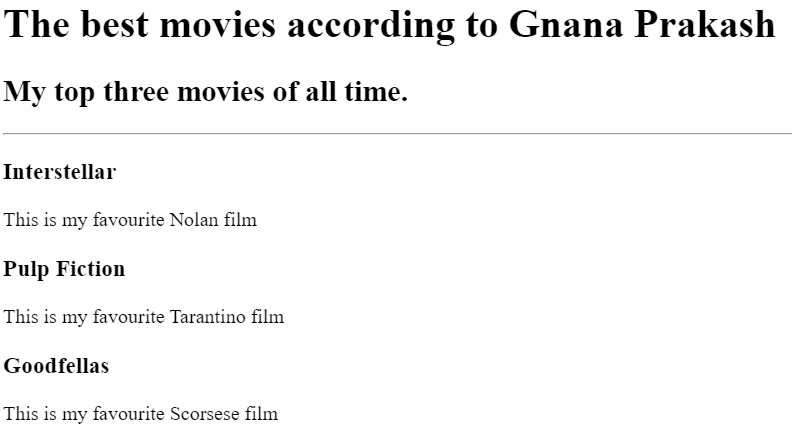 The best movies according to Gnana Prakash
My top three movies of all time.
Interstellar
This is my favourite Nolan film
Pulp Fiction
This is my favourite Tarantino film
Goodfellas
This is my favourite Scorsese film